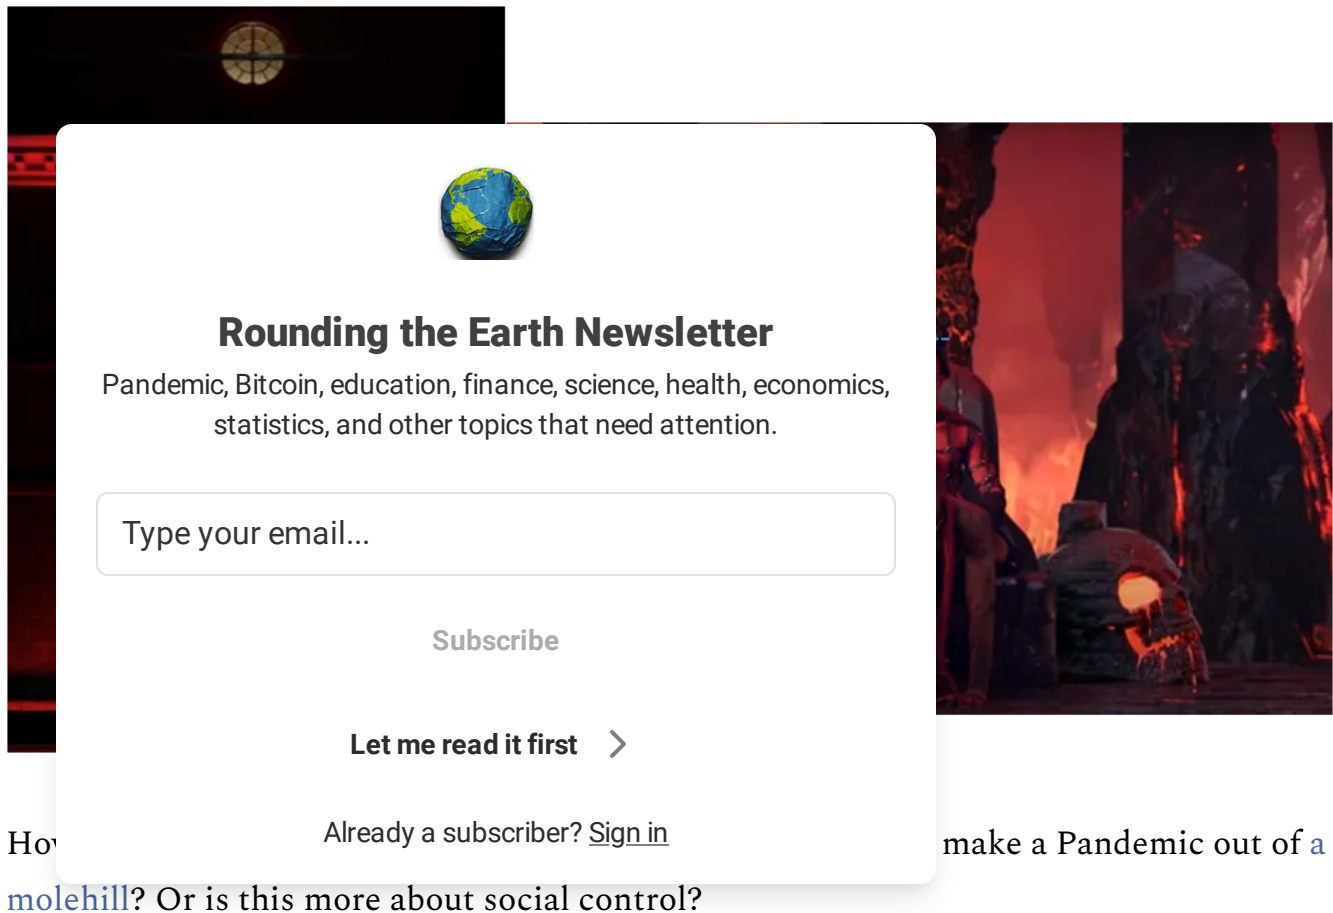 Rounding the Earth Newsletter
Pandemic, Bitcoin, education, finance, science, health, economics,
statistics, and other topics that need attention.
Type your email...
Subscribe
Let me read it first
Already a subscriber? Sign in
make a Pandemic out of a
molehill? Or is this more about social control?